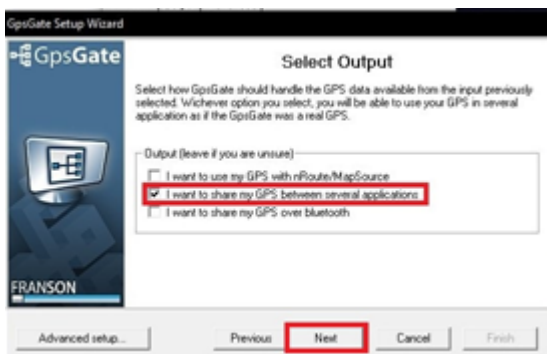 GpsGate Setup Wizard
GpsGate
Select Output
Select how GpsGate should handle the GPS data available from the input previously
selected. Whichever option you select, you will be able to use your GPS in several
application as if the GpsGate was a real GPS.
Output (leave if you are unsure)
I want to use my GPS with nRoute/MapSource
I want to share my GPS between several applications
I want to share my GPS over bluetooth
FRANSON
Advanced setup...
Previous
Next
Cancel
Finish